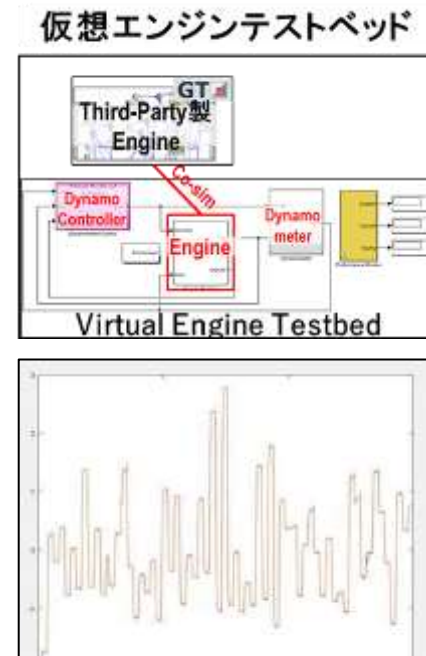 仮想エンジンテストベッド
GT
Third-Party製
Engine
Co-sim
Dynamo
Controller
Engine
Dynamo
meter
Virtual Engine Testbed